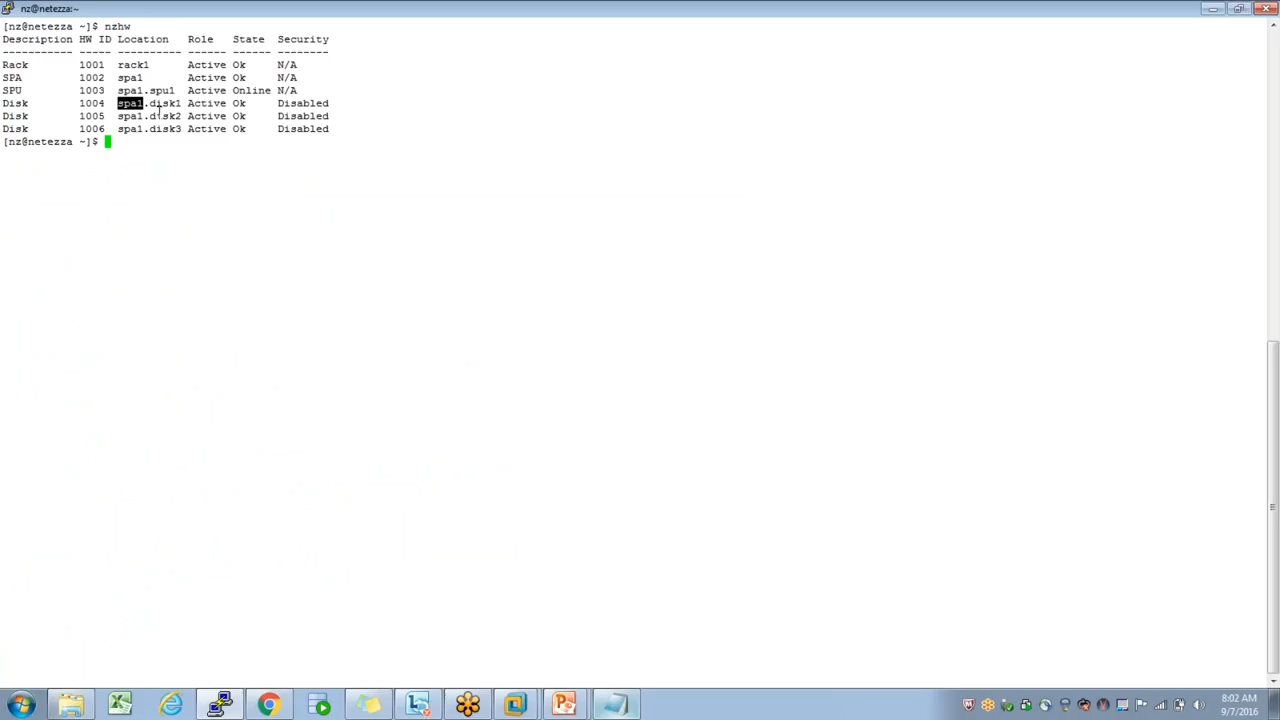 nz@netezza:~
[nz@netezza ~]$ nzhw
Description HW ID Location   Role   State  Security
----------- ----- ---------- ------ ------ --------
Rack        1001  rack1      Active Ok     N/A
SPA         1002  spa1       Active Ok     N/A
SPU         1003  spa1.spu1  Active Online N/A
Disk        1004  spa1.disk1 Active Ok     Disabled
Disk        1005  spa1.disk2 Active Ok     Disabled
Disk        1006  spa1.disk3 Active Ok     Disabled
[nz@netezza ~]$
8:02 AM
9/7/2016